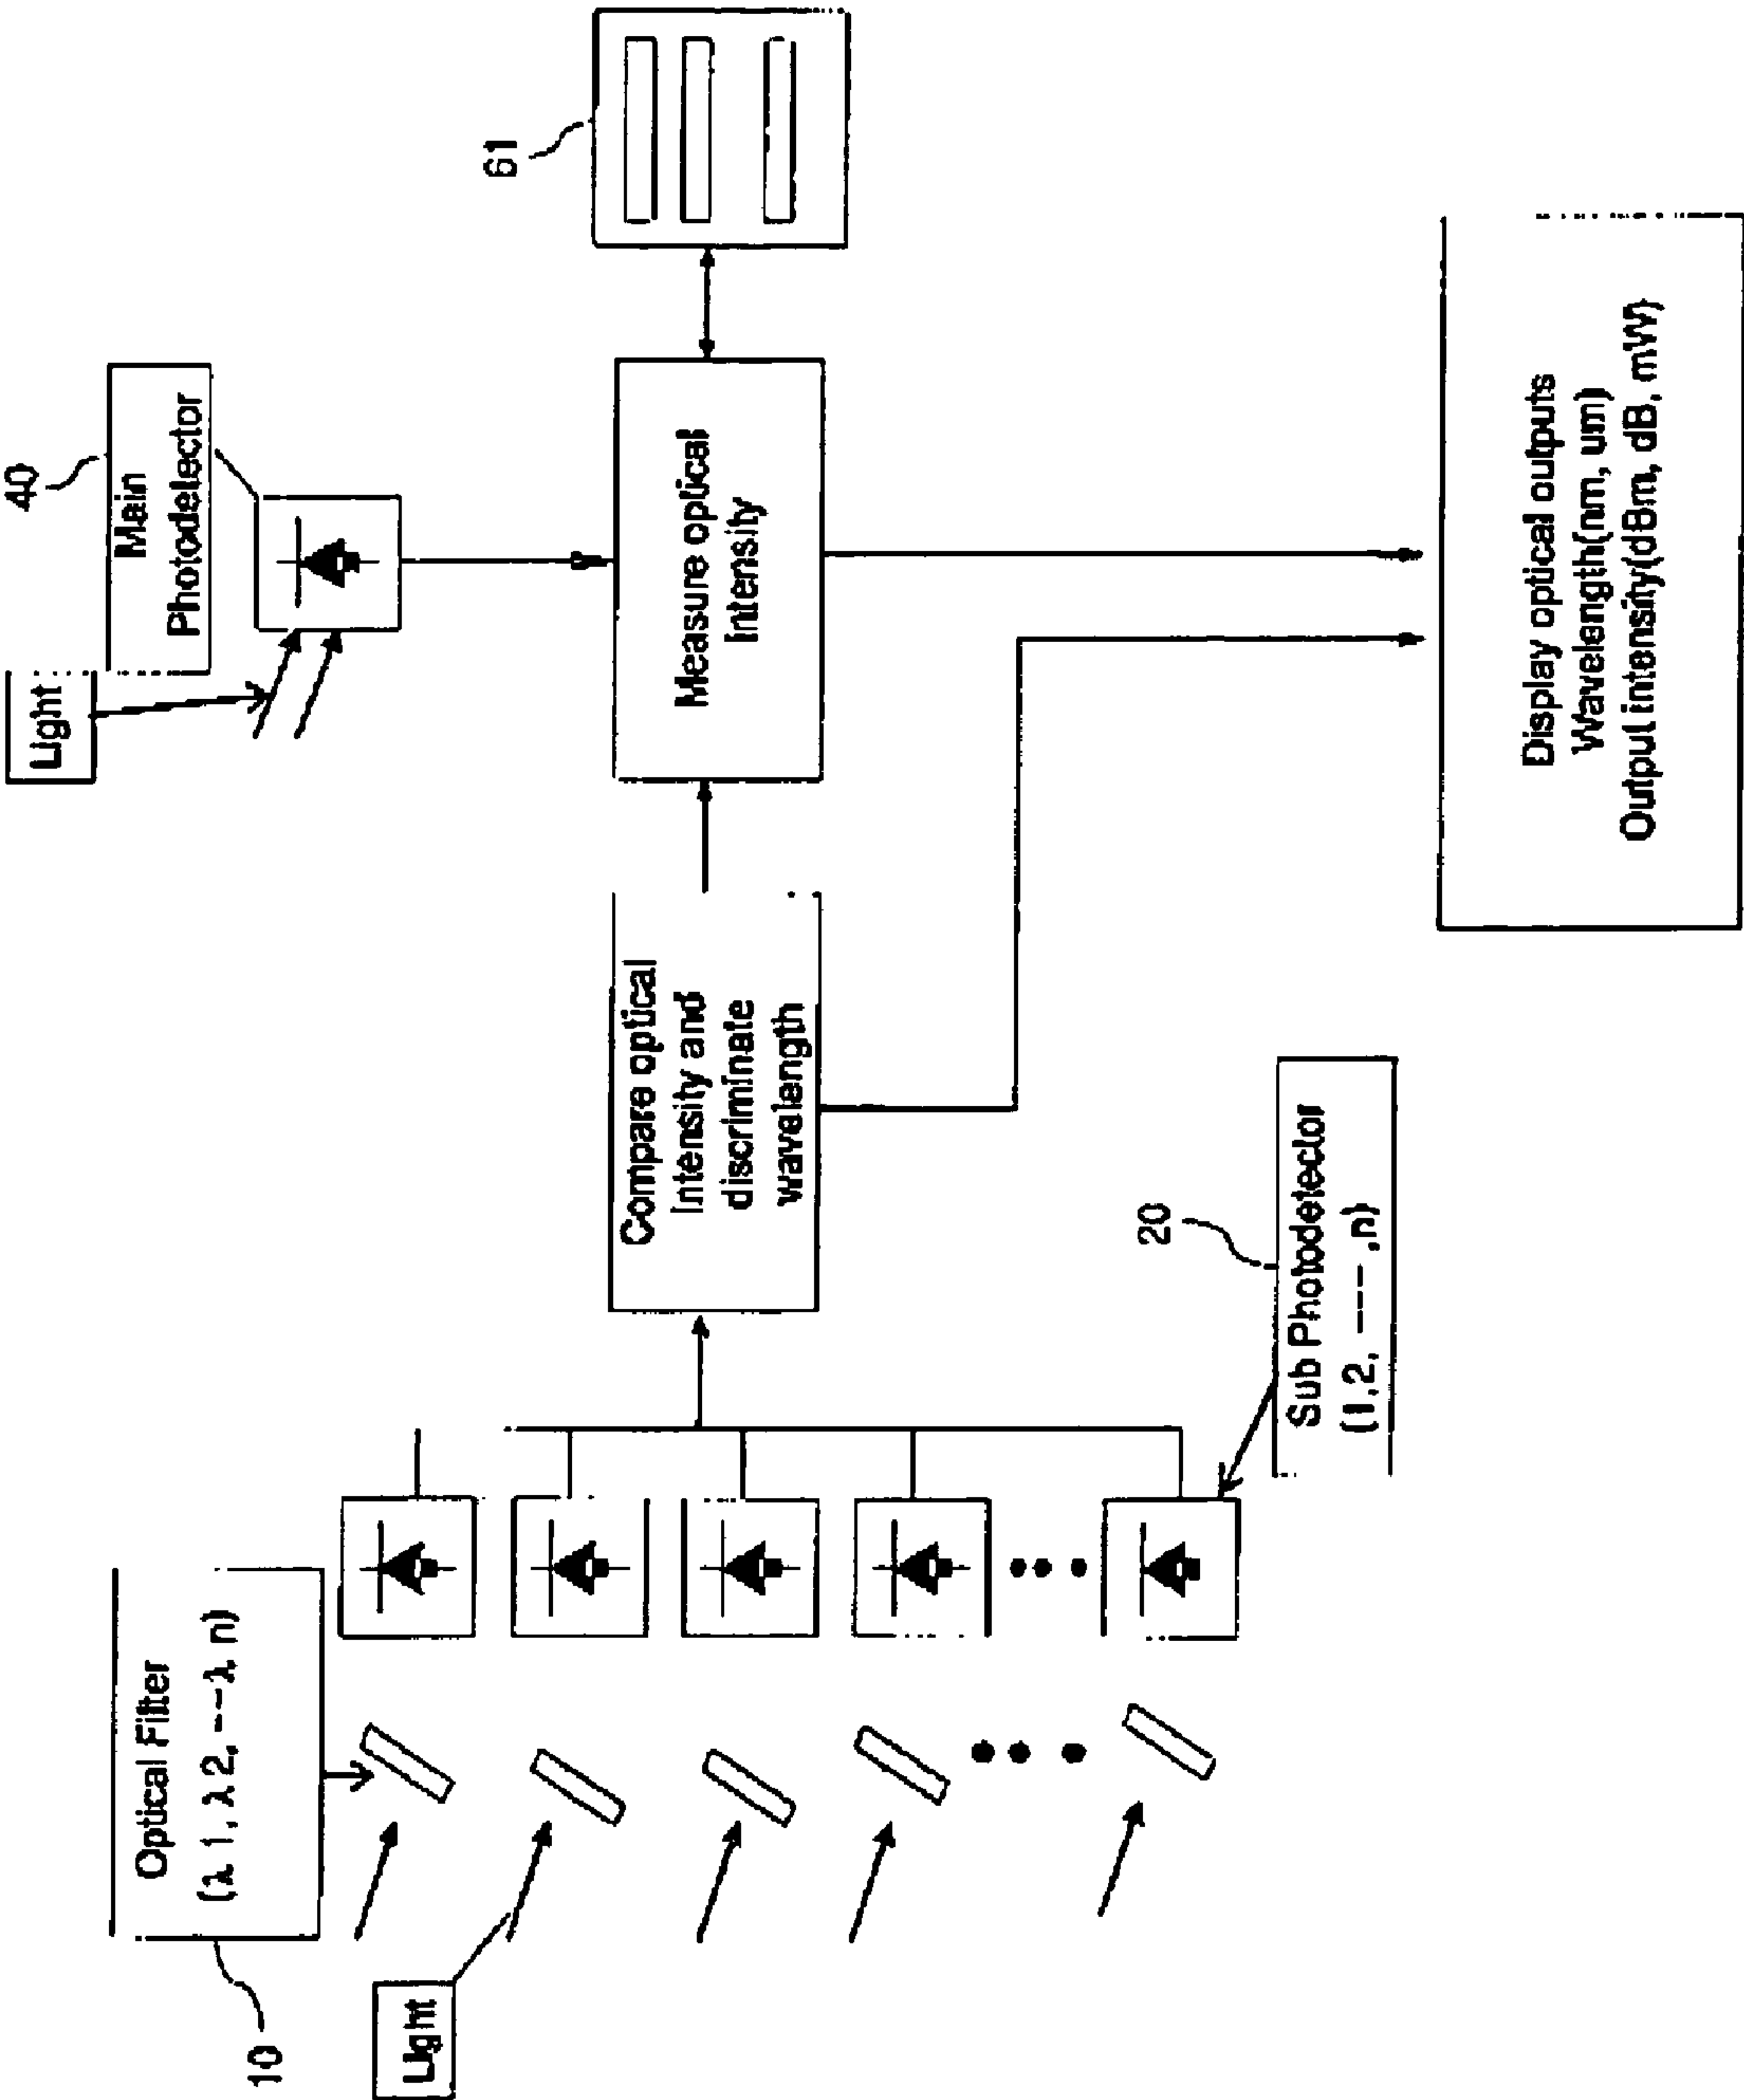 10
Optical Filter
(λ1, λ2, --λn)
Light
Light
40
Main
Photodetector
61
Compare optical
Intensity and
discriminate
wavelength
Measure optical
Intensity
20
Sub Photodetector
(1,2, ---,n)
Display optical outputs
Wavelength(nm, um)
Output intensity(dBm, dB, mW)